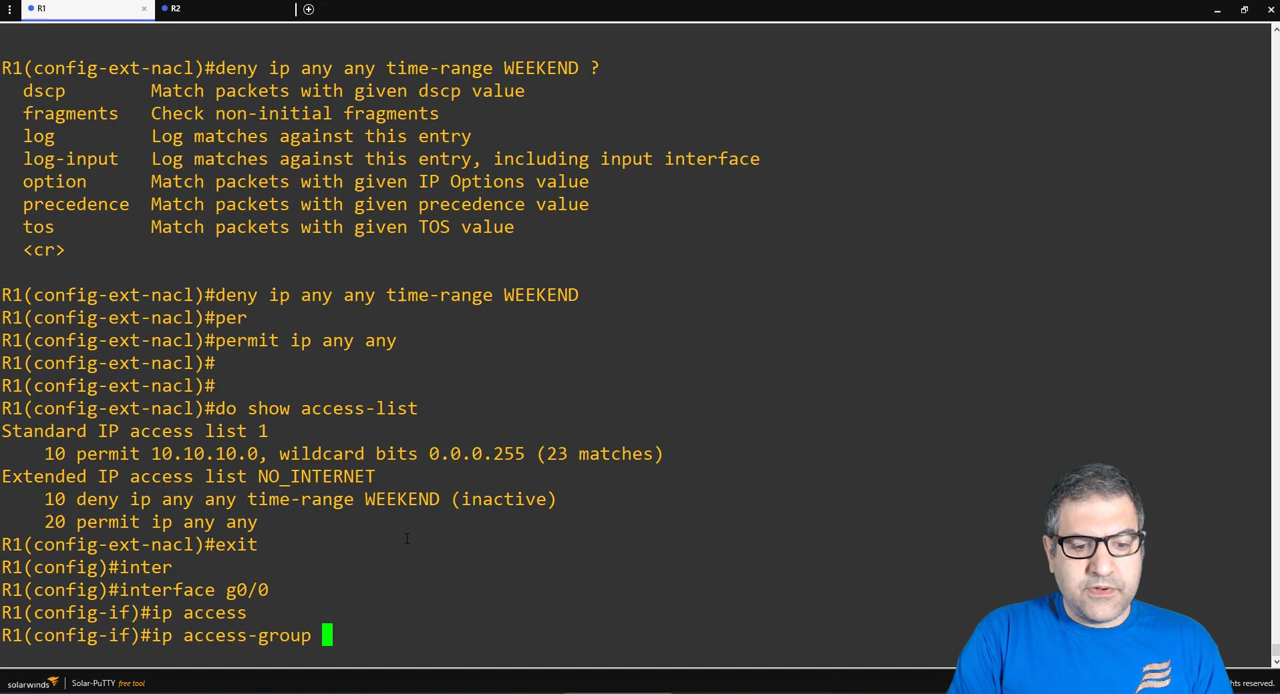 R1
R2
R1(config-ext-nacl)#deny ip any any time-range WEEKEND ?
dscp Match packets with given dscp value
fragments Check non-initial fragments
log Log matches against this entry
log-input Log matches against this entry, including input interface
option Match packets with given IP Options value
precedence Match packets with given precedence value
tos Match packets with given TOS value
<cr>
R1(config-ext-nacl)#deny ip any any time-range WEEKEND
R1(config-ext-nacl)#per
R1(config-ext-nacl)#permit ip any any
R1(config-ext-nacl)#
R1(config-ext-nacl)#
R1(config-ext-nacl)#do show access-list
Standard IP access list 1
10 permit 10.10.10.0, wildcard bits 0.0.0.255 (23 matches)
Extended IP access list NO_INTERNET
10 deny ip any any time-range WEEKEND (inactive)
20 permit ip any any
R1(config-ext-nacl)#exit
R1(config)#inter
R1(config)#interface g0/0
R1(config-if)#ip access
R1(config-if)#ip access-group
solarwinds Solar-PuTTY free tool
hts reserved.